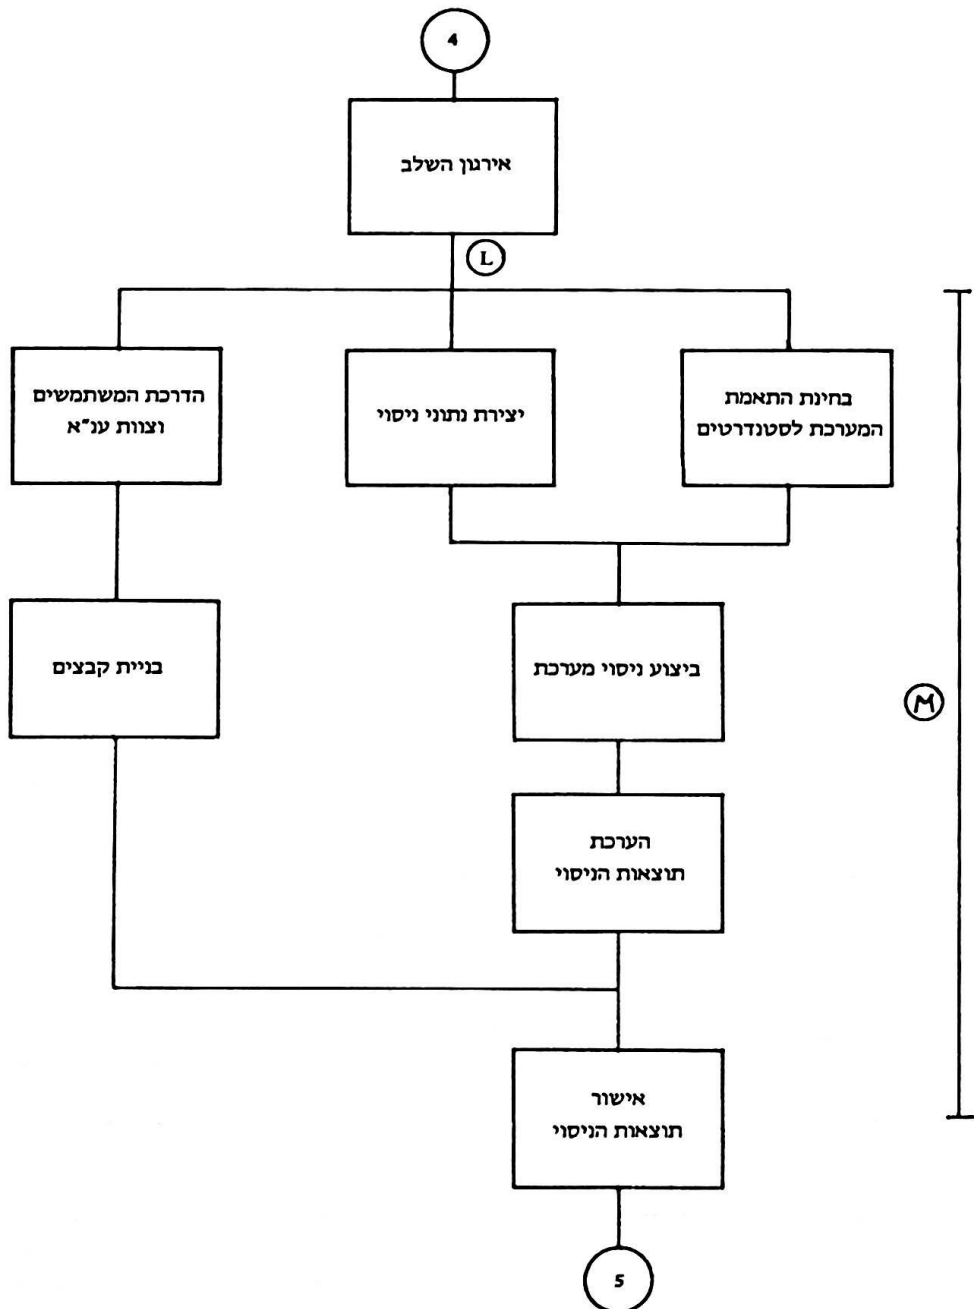 4
אירגון השלב
L
בחינת התאמת
המערכת לסטנדרטים
יצירת נתוני ניסוי
הדרכת המשתמשים
וצוות ענ"א
ביצוע ניסוי מערכת
בניית קבצים
M
הערכת
תוצאות הניסוי
אישור
תוצאות הניסוי
5